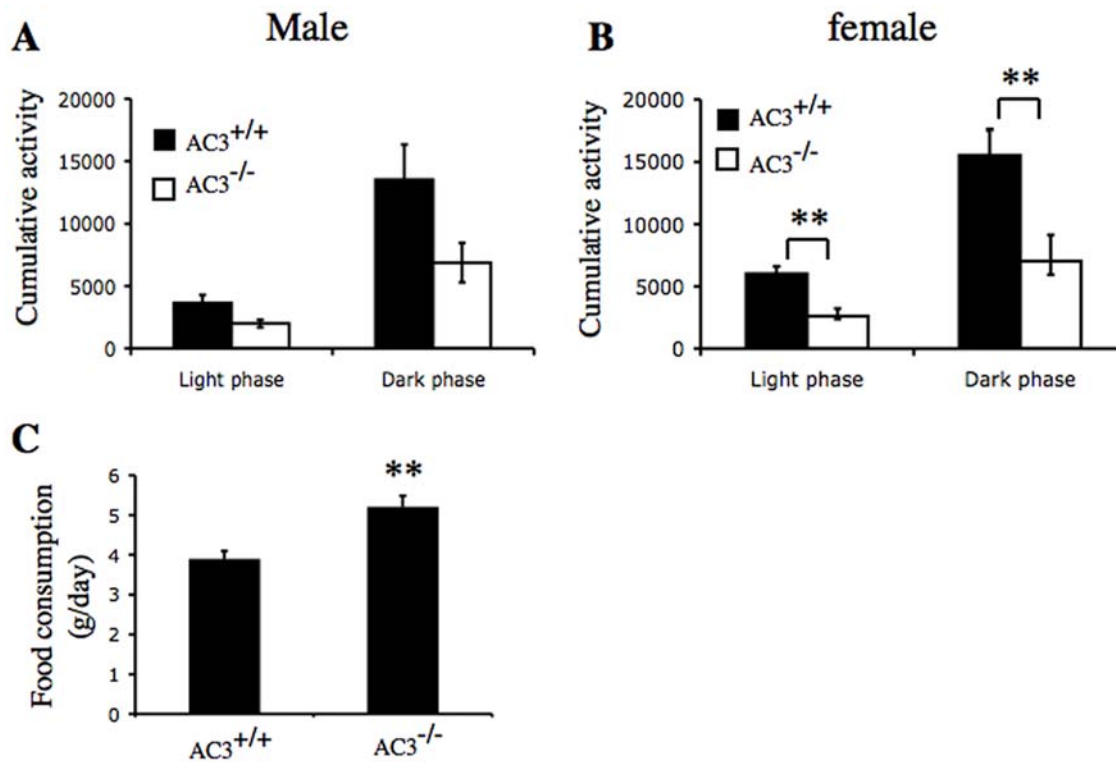 A Male
Cumulative activity
20000
15000
10000
5000
0
AC3+/+
AC3-/-
Light phase Dark phase
B female
Cumulative activity
20000
15000
10000
5000
0
AC3+/+
AC3-/-
**
**
Light phase Dark phase
C
Food consumption
(g/day)
6
5
4
3
2
1
0
**
AC3+/+ AC3-/-